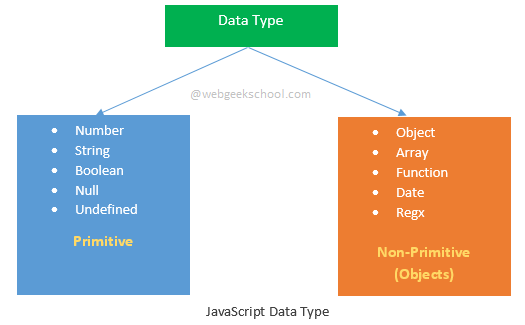 Data Type
@webgeekschool.com
• Number
• String
• Boolean
• Null
• Undefined
Primitive
• Object
• Array
• Function
• Date
• Regx
Non-Primitive
(Objects)
JavaScript Data Type